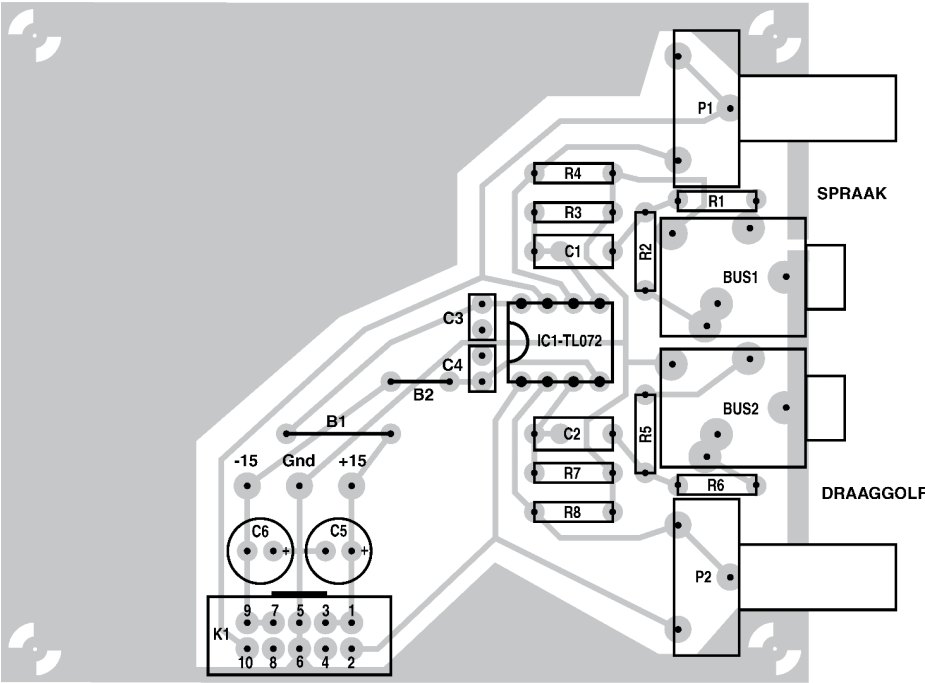 P1
R4
SPRAAK
R1
R3
R2
C1
BUS1
C3
IC1-TL072
C4
B2
BUS2
B1
C2
R5
-15 Gnd +15
R7
R6
DRAAGGOLF
R8
C6 + C5 +
P2
9 7 5 3 1
K1
10 8 6 4 2